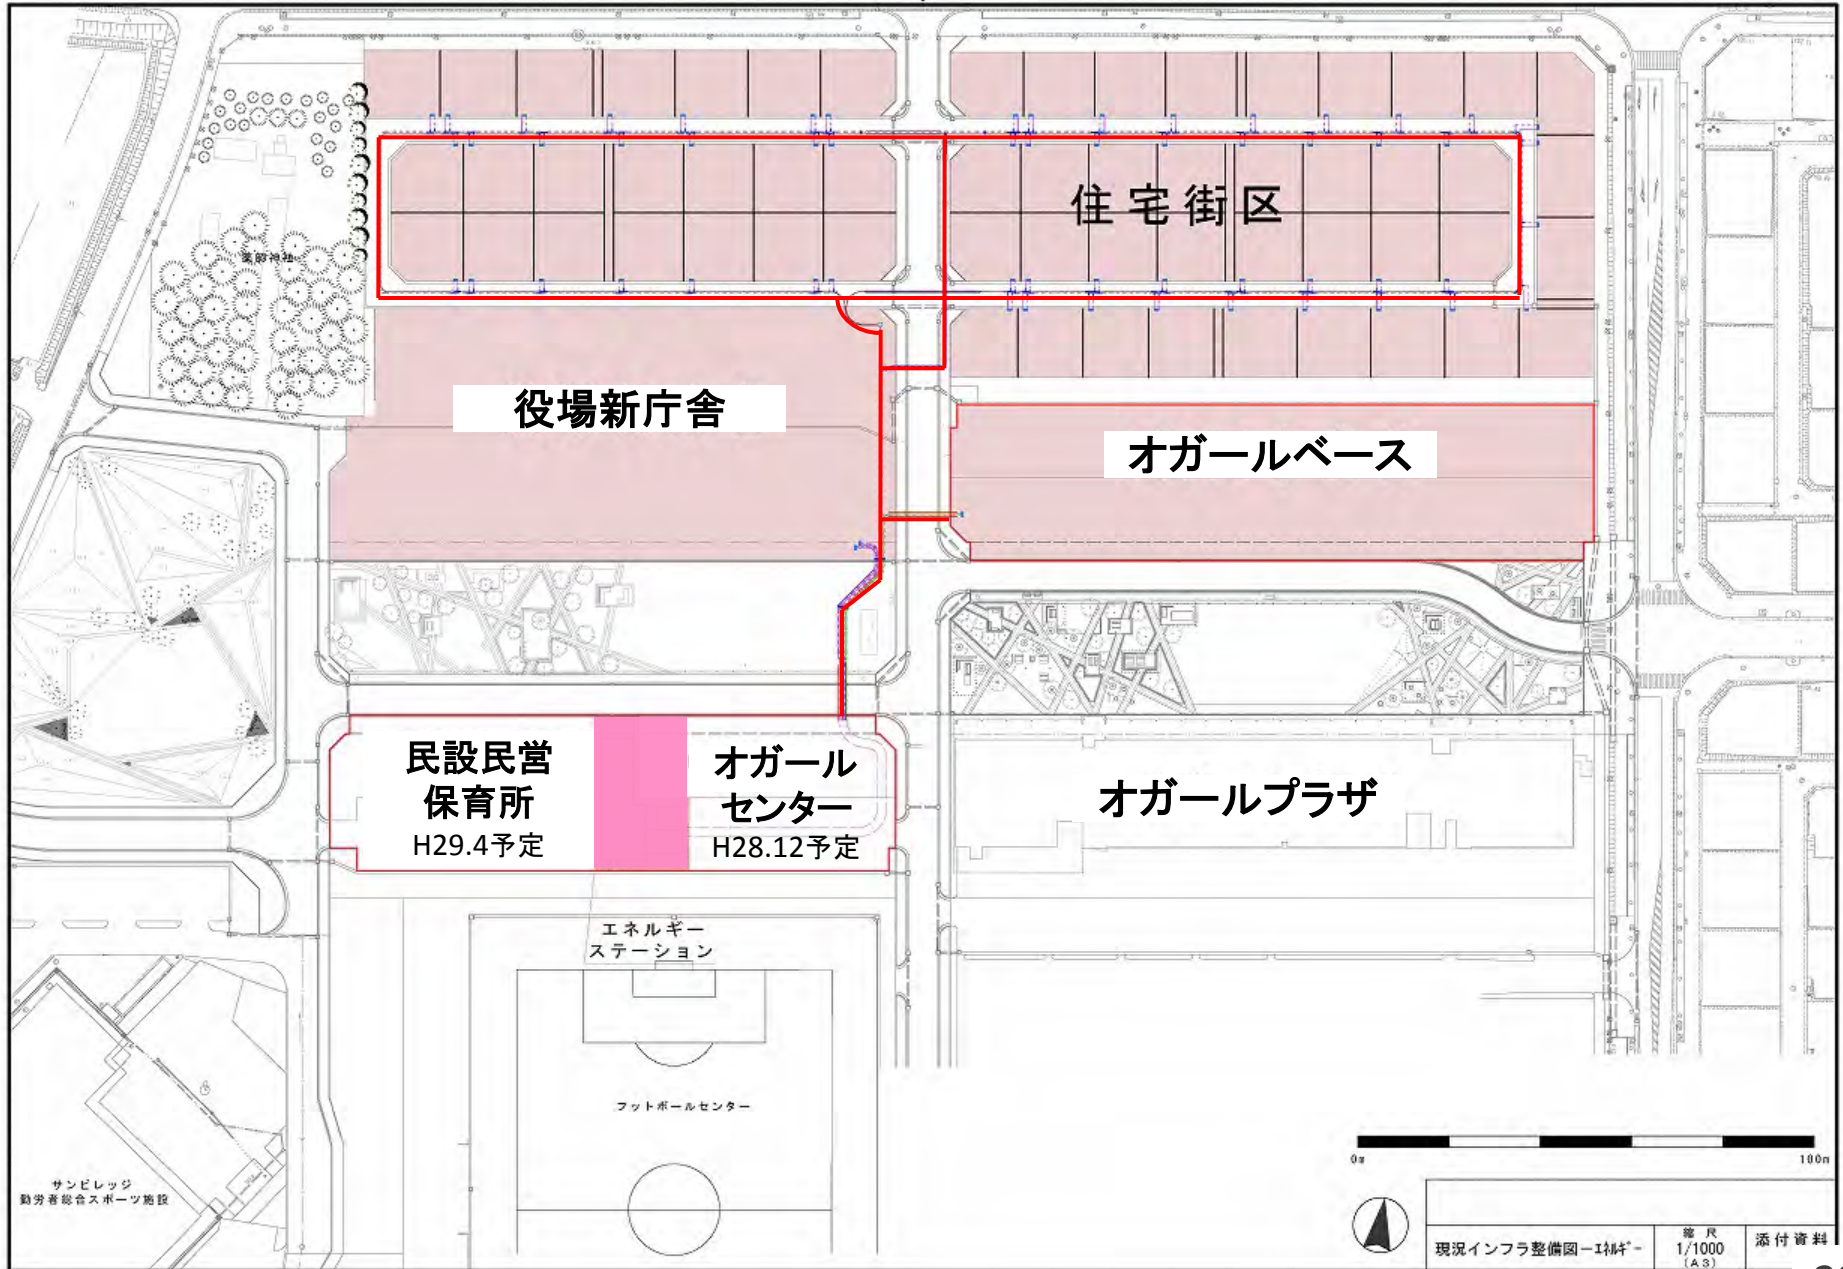 住宅街区
薬師神社
役場新庁舎
オガールベース
民設民営
保育所
H29.4予定
オガール
センター
H28.12予定
オガールプラザ
エネルギー
ステーション
フットボールセンター
サンビレッジ
勤労者総合スポーツ施設
0m
100m
現況インフラ整備図ーエネルギー
縮尺
1/1000
(A3)
添付資料